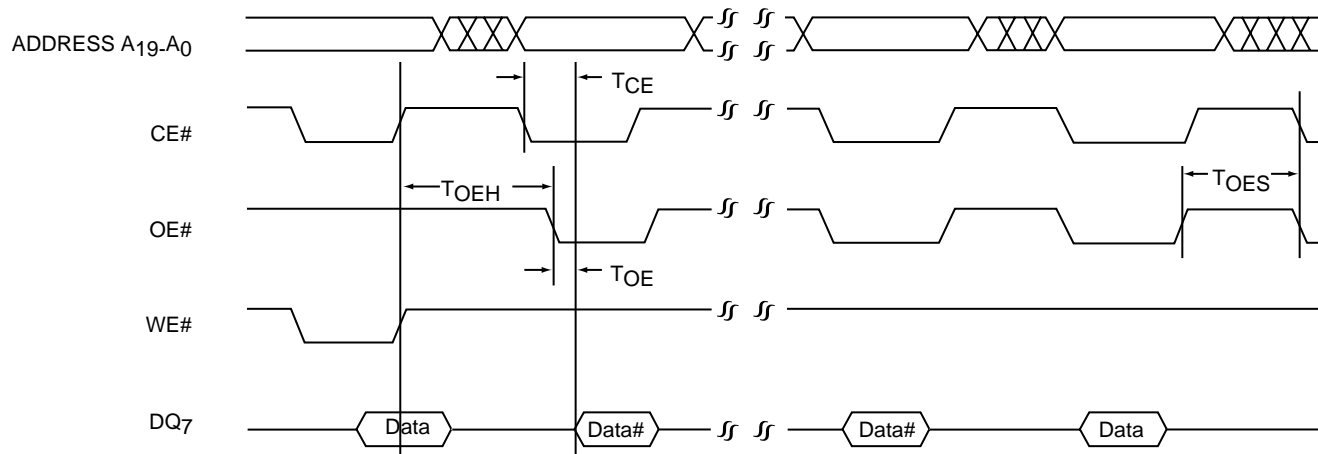 ADDRESS A19-A0
TCE
CE#
TOEH
TOES
OE#
TOE
WE#
DQ7
Data
Data#
Data#
Data